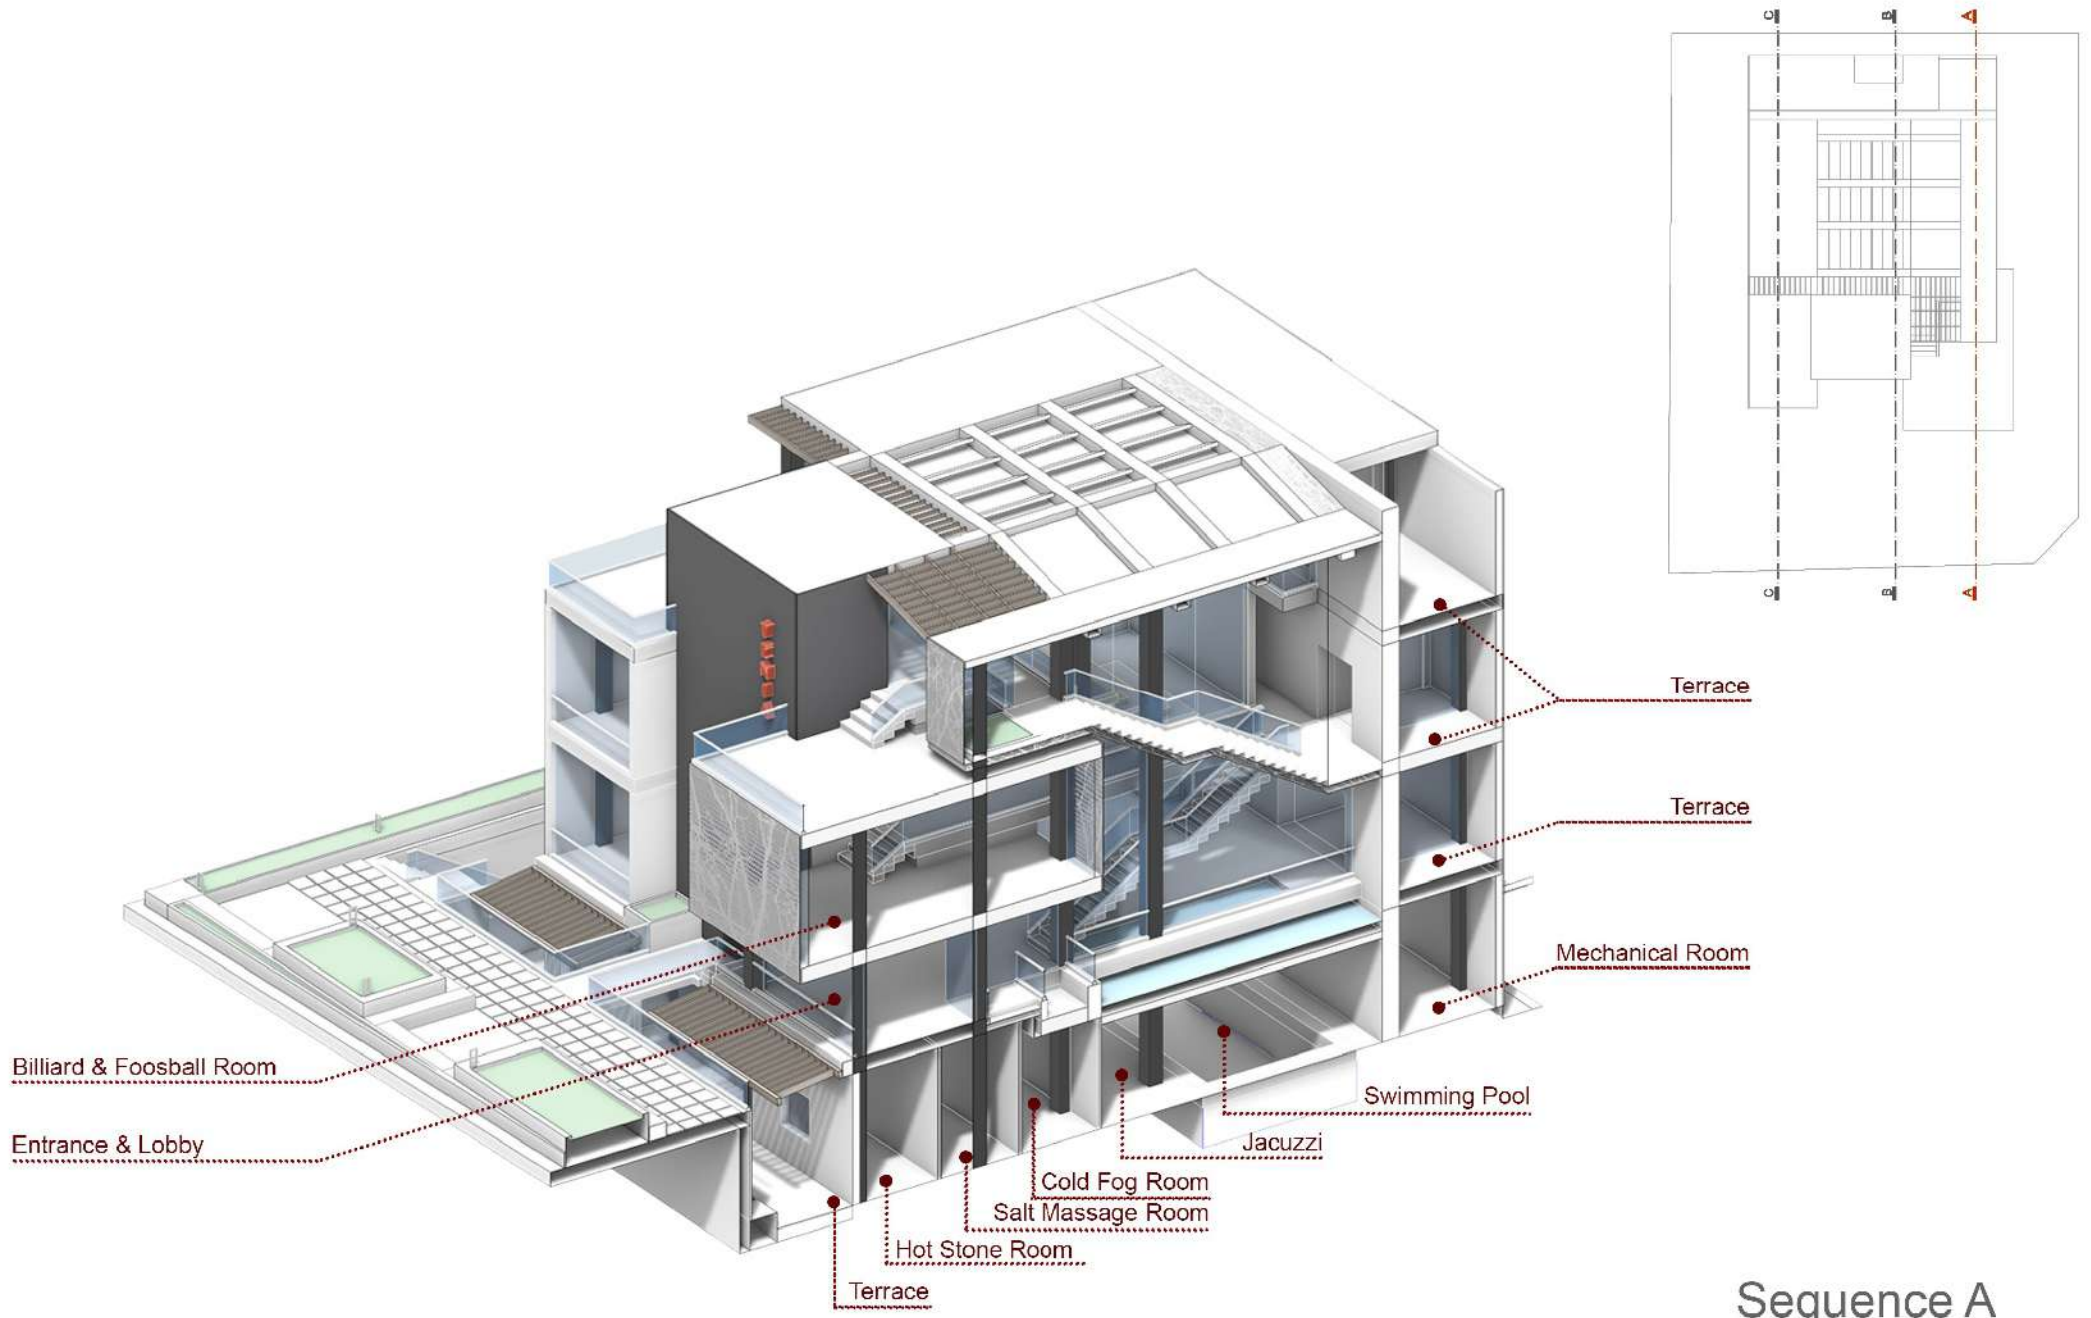 C B A
C B A
Terrace
Terrace
Mechanical Room
Billiard & Foosball Room
Swimming Pool
Entrance & Lobby
Jacuzzi
Cold Fog Room
Salt Massage Room
Hot Stone Room
Terrace
Sequence A